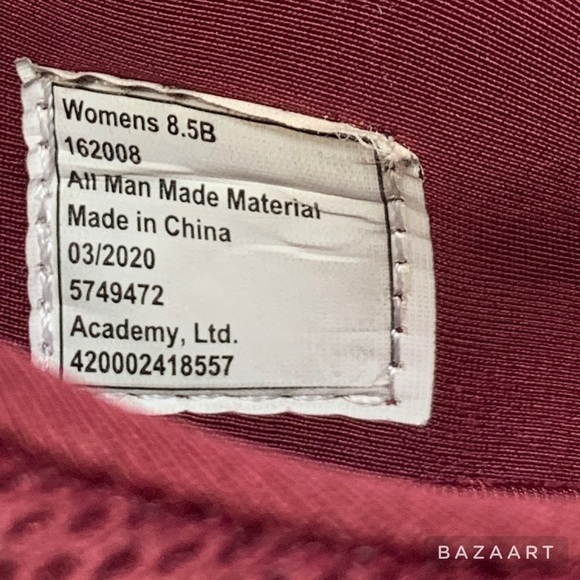 Womens 8.5B
162008
All Man Made Material
Made in China
03/2020
5749472
Academy, Ltd.
420002418557
BAZAART